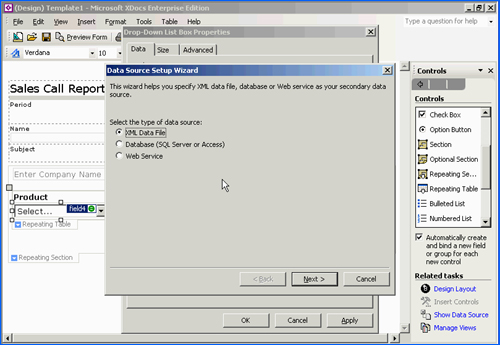 (Design) Template1 - Microsoft XDocs Enterprise Edition
File Edit View Insert Format Tools
Type a question for help
Preview Form
Verdana
10
Drop-Down List Box Properties
Data Size Advanced
Data Source Setup Wizard
This wizard helps you specify XML data file, database or Web service as your secondary data
source.
Select the type of data source:
XML Data File
Database (SQL Server or Access)
Web Service
< Back
Next >
Cancel
OK
Cancel
Apply
Sales Call Report
Period
Name
Subject
Enter Company Name
Product
Select...
field4
Repeating Table
Repeating Section
Controls
Controls
Check Box
Option Button
Section
Optional Section
Repeating Se...
Repeating Table
Bulleted List
Numbered List
Automatically create
and bind a new field
or group for each
new control
Related tasks
Design Layout
Insert Controls
Show Data Source
Manage Views